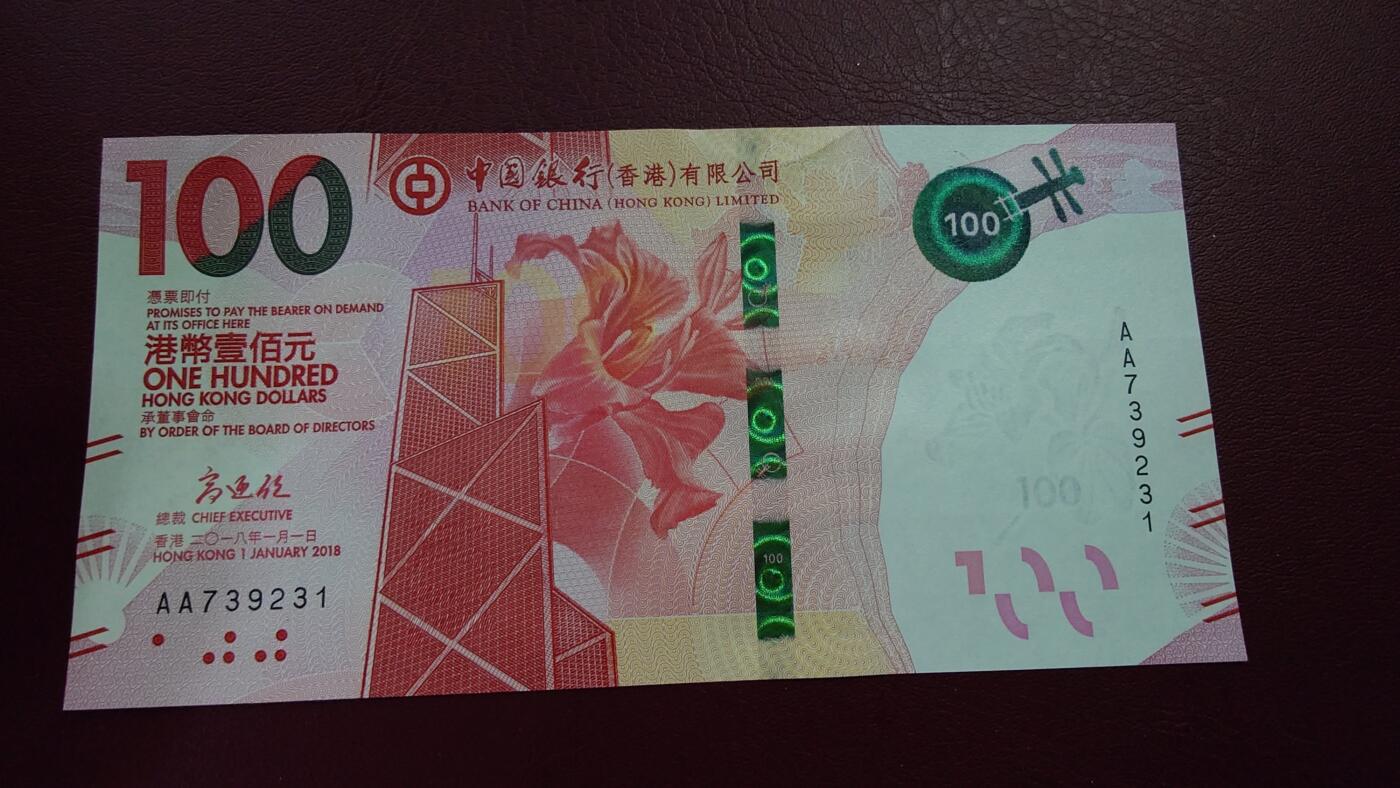 100
中国銀行(香港)有限公司
BANK OF CHINA (HONG KONG) LIMITED
100
憑票即付
PROMISES TO PAY THE BEARER ON DEMAND
AT ITS OFFICE HERE
港幣壹佰元
ONE HUNDRED
HONG KONG DOLLARS
承董事會命
BY ORDER OF THE BOARD OF DIRECTORS
總裁 CHIEF EXECUTIVE
香港 二〇一八年一月一日
HONG KONG 1 JANUARY 2018
AA739231
100
AA739231
100
100